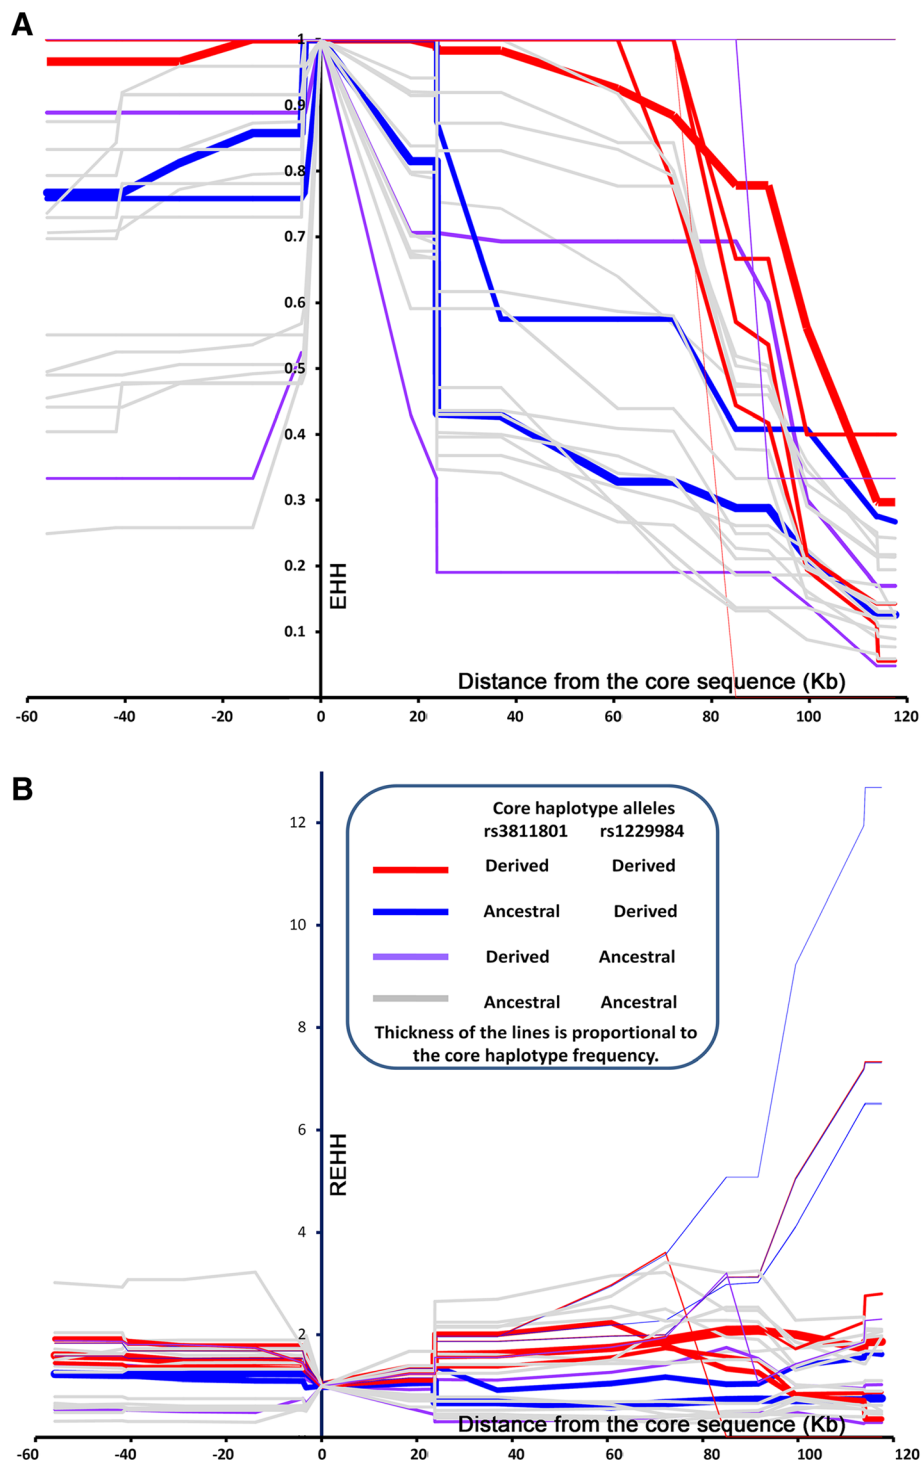 A
1
0.9
0.8
0.7
0.6
0.5
0.4
0.3
0.2
0.1
EHH
Distance from the core sequence (Kb)
-60 -40 -20 0 20 40 60 80 100 120
B
12
10
8
6
4
2
REHH
Core haplotype alleles
rs3811801 rs1229984
Derived Derived
Ancestral Derived
Derived Ancestral
Ancestral Ancestral
Thickness of the lines is proportional to
the core haplotype frequency.
Distance from the core sequence (Kb)
-60 -40 -20 0 20 40 60 80 100 120